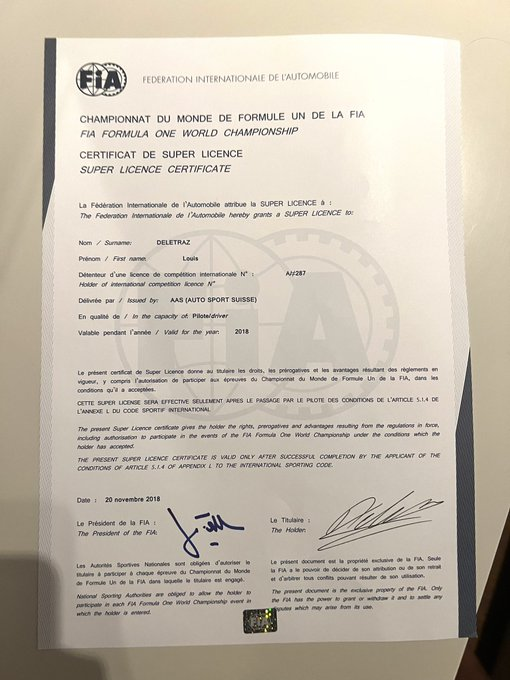 FiA FEDERATION INTERNATIONALE DE L'AUTOMOBILE
CHAMPIONNAT DU MONDE DE FORMULE UN DE LA FIA
FIA FORMULA ONE WORLD CHAMPIONSHIP
CERTIFICAT DE SUPER LICENCE
SUPER LICENCE CERTIFICATE
La Fédération Internationale de l'Automobile attribue la SUPER LICENCE à :
The Federation Internationale de l'Automobile hereby grants a SUPER LICENCE to:
Nom / Surname: DELETRAZ
Prénom / First name: Louis
Détenteur d'une licence de compétition internationale N° : A/#287
Holder of international competition licence N°
Délivrée par / Issued by: AAS (AUTO SPORT SUISSE)
En qualité de / In the capacity of: Pilote/driver
Valable pendant l'année / Valid for the year: 2018
FiA
Le présent certificat de Super Licence donne au titulaire les droits, les prérogatives et les avantages résultant des règlements en
vigueur, y compris l'autorisation de participer aux épreuves du Championnat du Monde de Formule Un de la FIA, dans les
conditions qu'il a acceptées.
CETTE SUPER LICENSE SERA EFFECTIVE SEULEMENT APRES LE PASSAGE PAR LE PILOTE DES CONDITIONS DE L'ARTICLE 5.1.4 DE
L'ANNEXE L DU CODE SPORTIF INTERNATIONAL
The present Super Licence certificate gives the holder the rights, prerogatives and advantages resulting from the regulations in force,
including authorisation to participate in the events of the FIA Formula One World Championship under the conditions which the
holder has accepted.
THE PRESENT SUPER LICENCE CERTIFICATE IS VALID ONLY AFTER SUCCESSFUL COMPLETION BY THE APPLICANT OF THE
CONDITIONS OF ARTICLE 5.1.4 OF APPENDIX L TO THE INTERNATIONAL SPORTING CODE.
Date : 20 novembre 2018
Le Président de la FIA :
The President of the FIA:
Le Titulaire :
The Holder:
Les Autorités Sportives Nationales sont obligées d'autoriser le
titulaire à participer à chaque épreuve du Championnat du Monde
de Formule Un de la FIA dans laquelle le titulaire est engagé.
National Sporting Authorities are obliged to allow the holder to
participate in each FIA Formula One World Championship event in
which the holder is entered.
Le présent document est la propriété exclusive de la FIA. Seule
la FIA a le pouvoir de décider de son attribution ou de son retrait
et d'arbitrer tous conflits pouvant résulter de son utilisation.
The present document is the exclusive property of the FIA. Only
the FIA has the power to grant or withdraw it and to settle any
which may arise from its use.